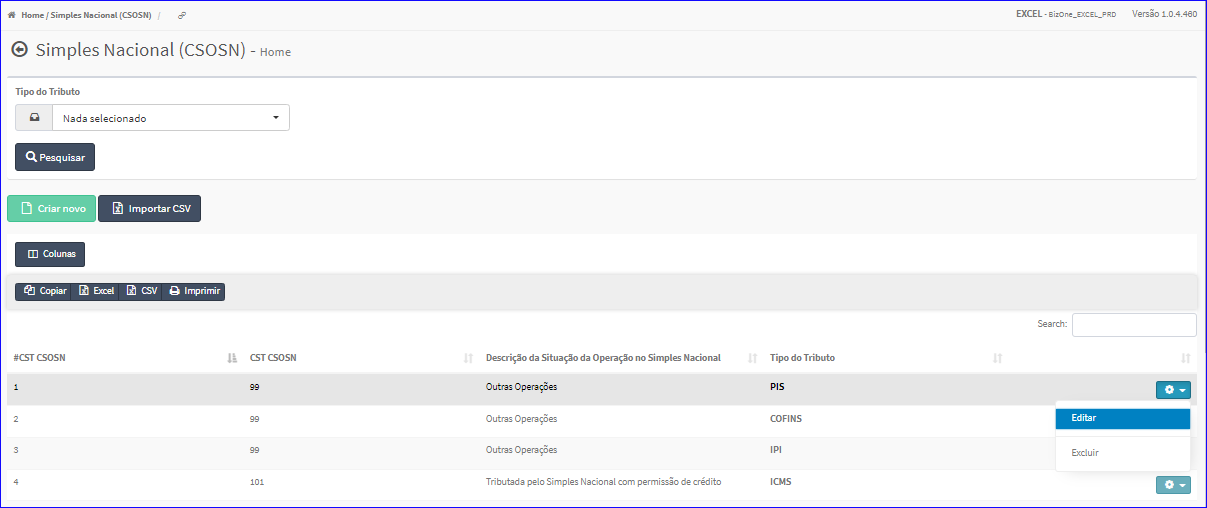 Home / Simples Nacional (CSOSN) /
EXCEL - BizOne_EXCEL_PRD Versão 1.0.4.460
Simples Nacional (CSOSN) - Home
Tipo do Tributo
Nada selecionado
Pesquisar
Criar novo Importar CSV
Colunas
Copiar Excel CSV Imprimir
Search:
#CST CSOSN CST CSOSN Descrição da Situação da Operação no Simples Nacional Tipo do Tributo
1 99 Outras Operações PIS
2 99 Outras Operações COFINS
Editar
3 99 Outras Operações IPI
Excluir
4 101 Tributada pelo Simples Nacional com permissão de crédito ICMS